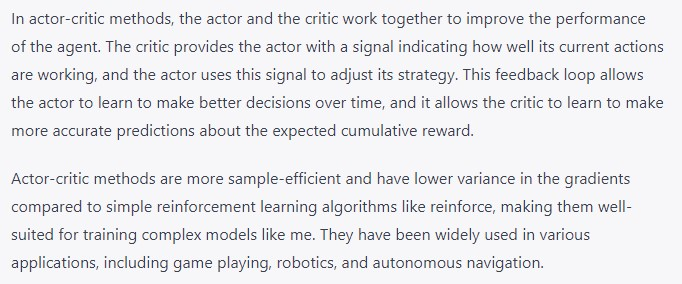 In actor-critic methods, the actor and the critic work together to improve the performance
of the agent. The critic provides the actor with a signal indicating how well its current actions
are working, and the actor uses this signal to adjust its strategy. This feedback loop allows
the actor to learn to make better decisions over time, and it allows the critic to learn to make
more accurate predictions about the expected cumulative reward.
Actor-critic methods are more sample-efficient and have lower variance in the gradients
compared to simple reinforcement learning algorithms like reinforce, making them well-
suited for training complex models like me. They have been widely used in various
applications, including game playing, robotics, and autonomous navigation.